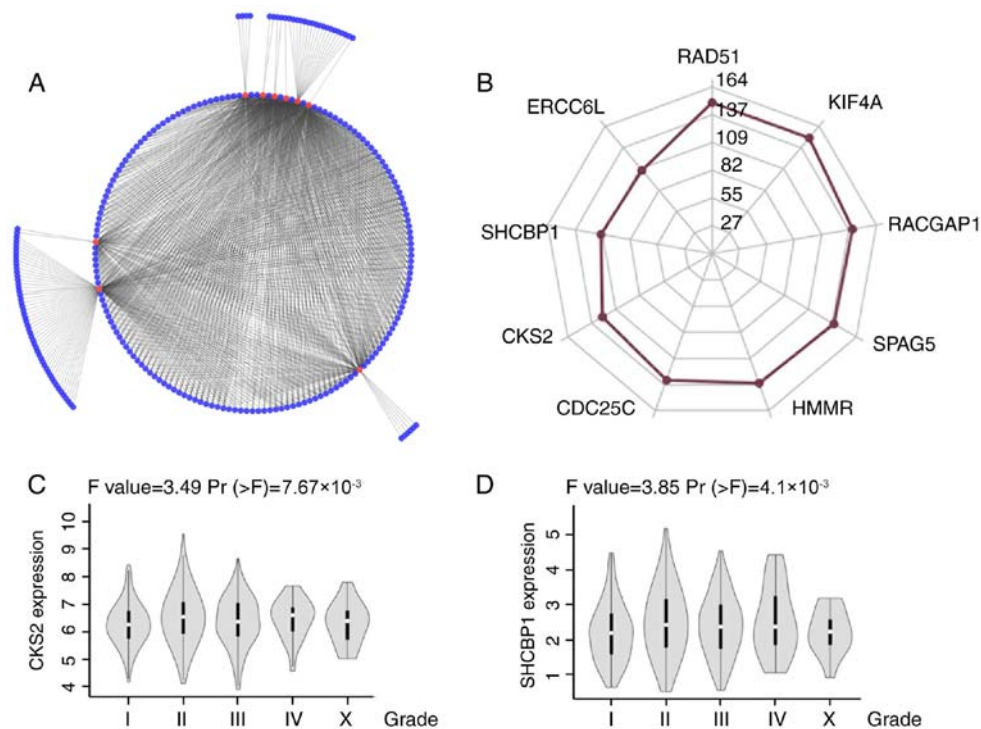 A
B
RAD51
164
KIF4A
ERCC6L
137
109
82
55
27
SHCBP1
RACGAP1
CKS2
SPAG5
CDC25C
HMMR
C
F value=3.49 Pr (>F)=7.67×10⁻³
CKS2 expression
10
9
8
7
6
5
4
I II III IV X Grade
D
F value=3.85 Pr (>F)=4.1×10⁻³
SHCBP1 expression
5
4
3
2
1
I II III IV X Grade